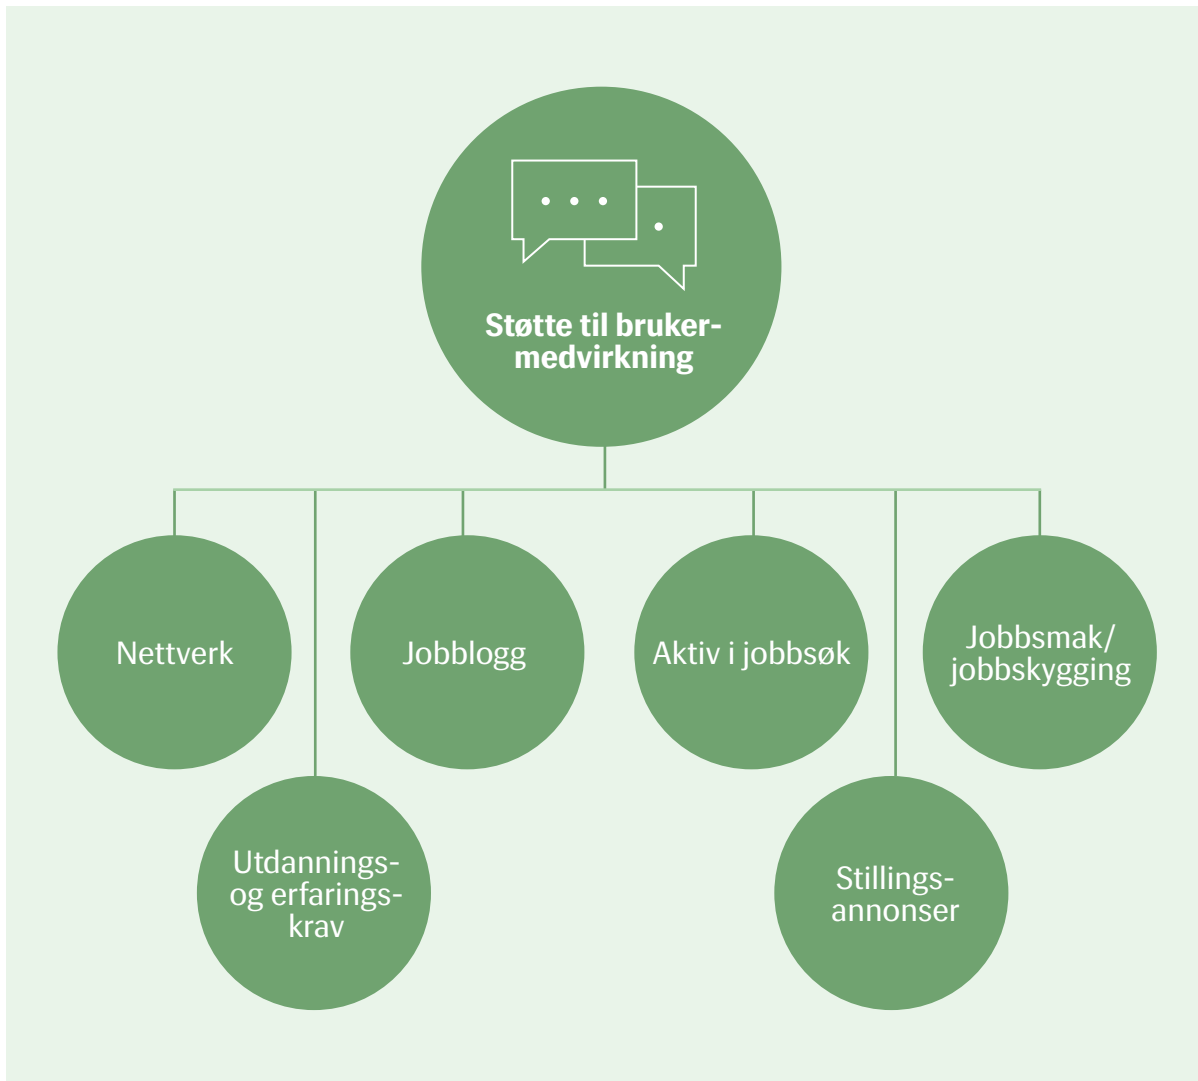 Støtte til bruker-
medvirkning
Nettverk
Jobblogg
Aktiv i jobbsøk
Jobbsmak/
jobbskygging
Utdannings-
og erfarings-
krav
Stillings-
annonser